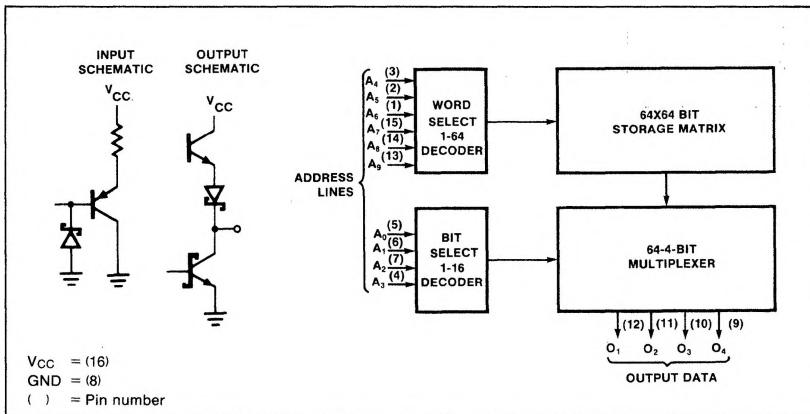 INPUT
SCHEMATIC
VCC
OUTPUT
SCHEMATIC
VCC
VCC = (16)
GND = (8)
( ) = Pin number
ADDRESS
LINES
A4 (3)
A5 (2)
A6 (1)
A7 (15)
A8 (14)
A9 (13)
WORD
SELECT
1-64
DECODER
64X64 BIT
STORAGE MATRIX
A0 (5)
A1 (6)
A2 (7)
A3 (4)
BIT
SELECT
1-16
DECODER
64-4-BIT
MULTIPLEXER
(12) (11) (10) (9)
O1 O2 O3 O4
OUTPUT DATA